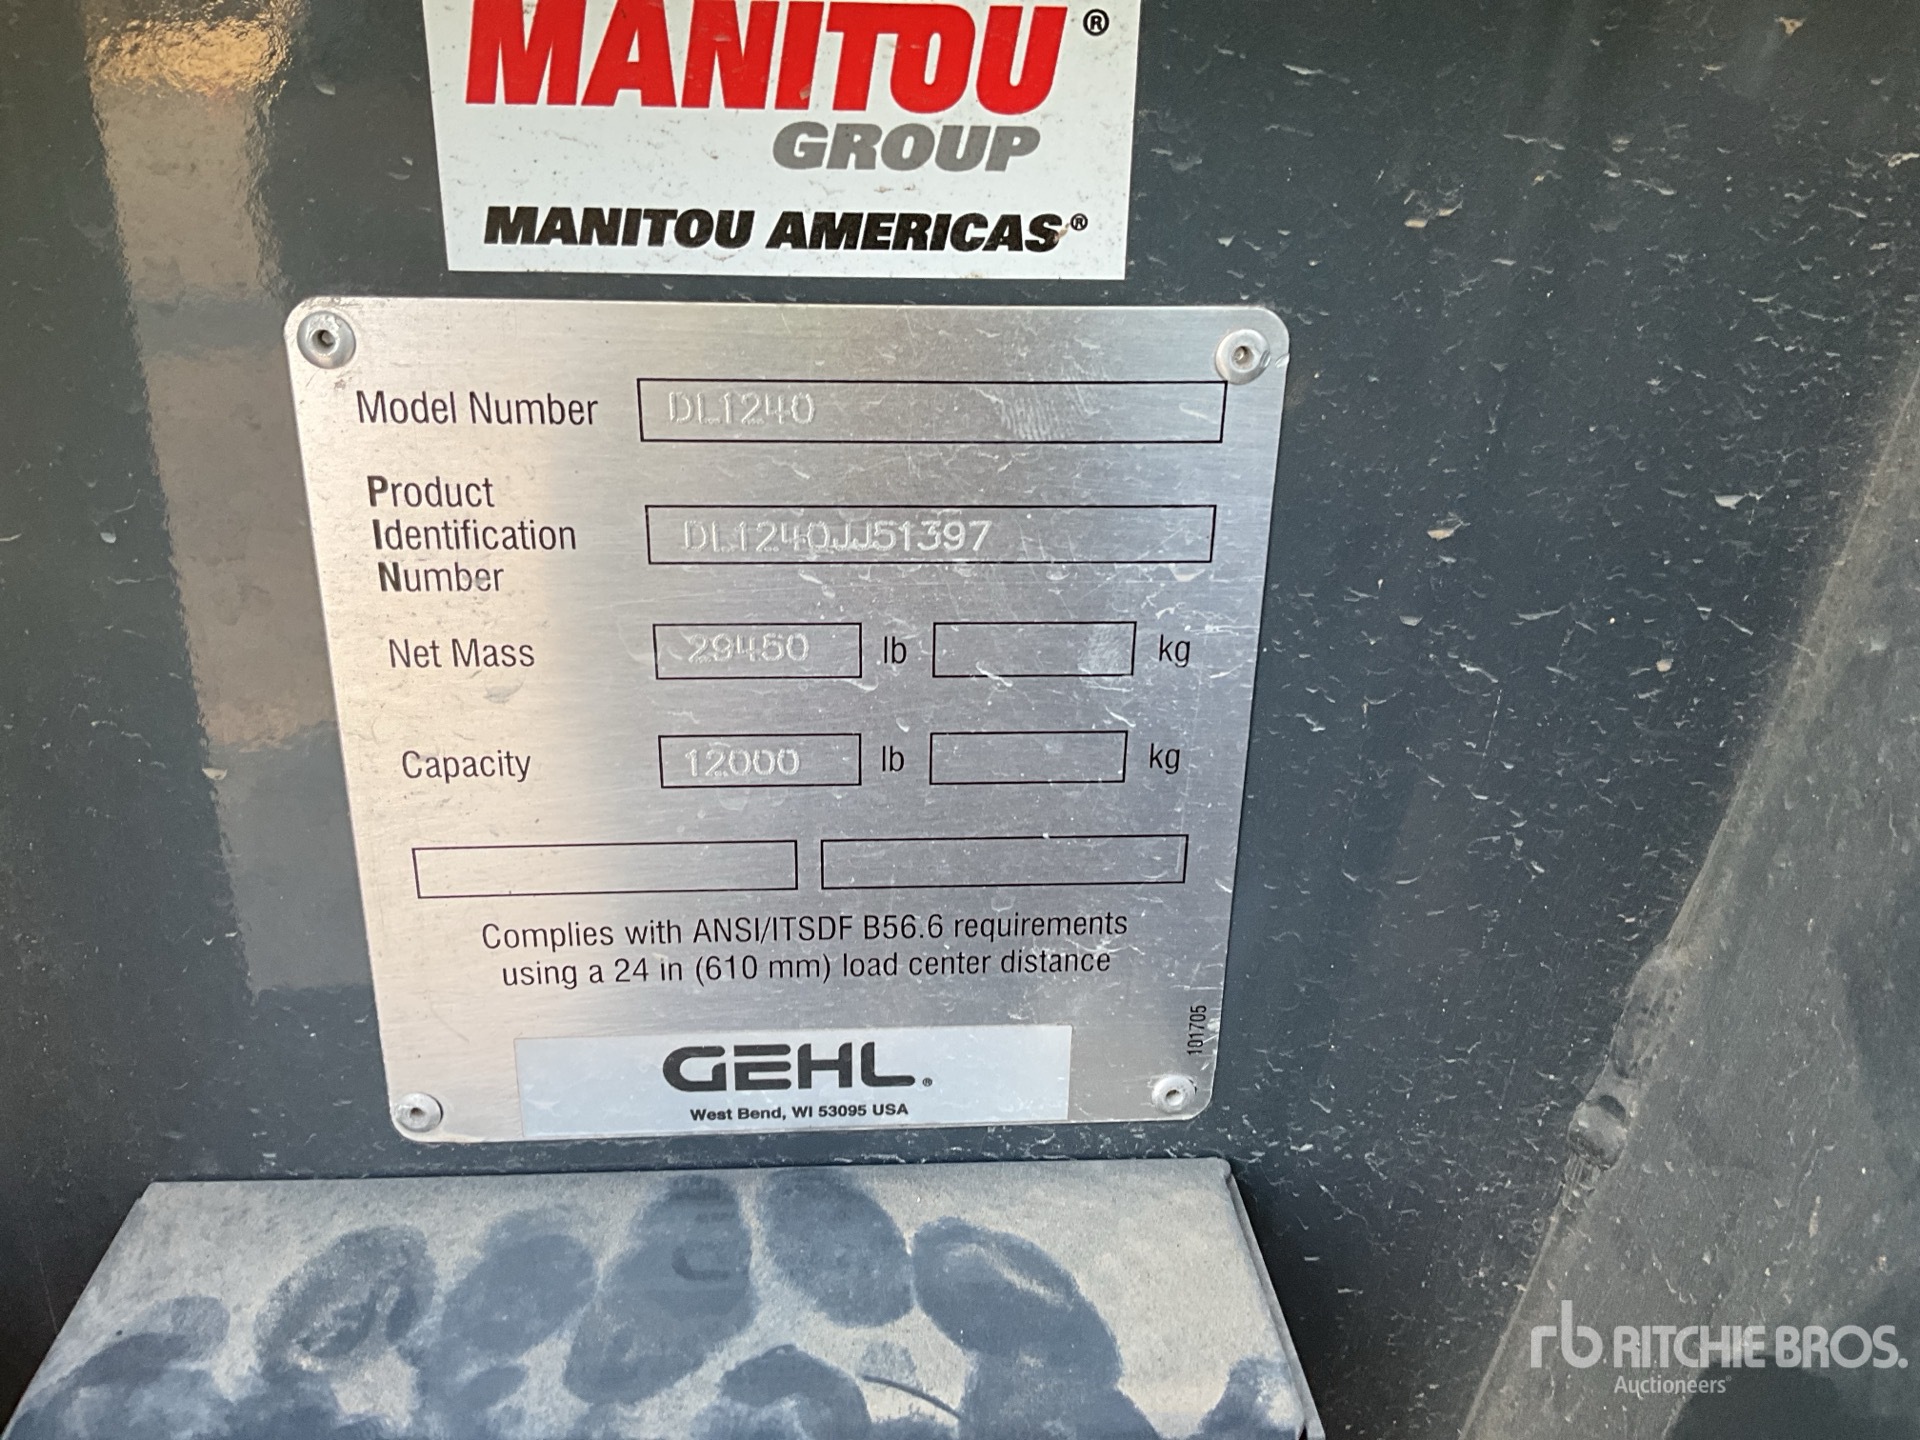 MANITOU®
GROUP
MANITOU AMERICAS®
Model Number DL1240
Product
Identification DL1240JJ51397
Number
Net Mass 29450 lb kg
Capacity 12000 lb kg
Complies with ANSI/ITSDF B56.6 requirements
using a 24 in (610 mm) load center distance
101705
GEHL®
West Bend, WI 53095 USA
rb RITCHIE BROS.
Auctioneers